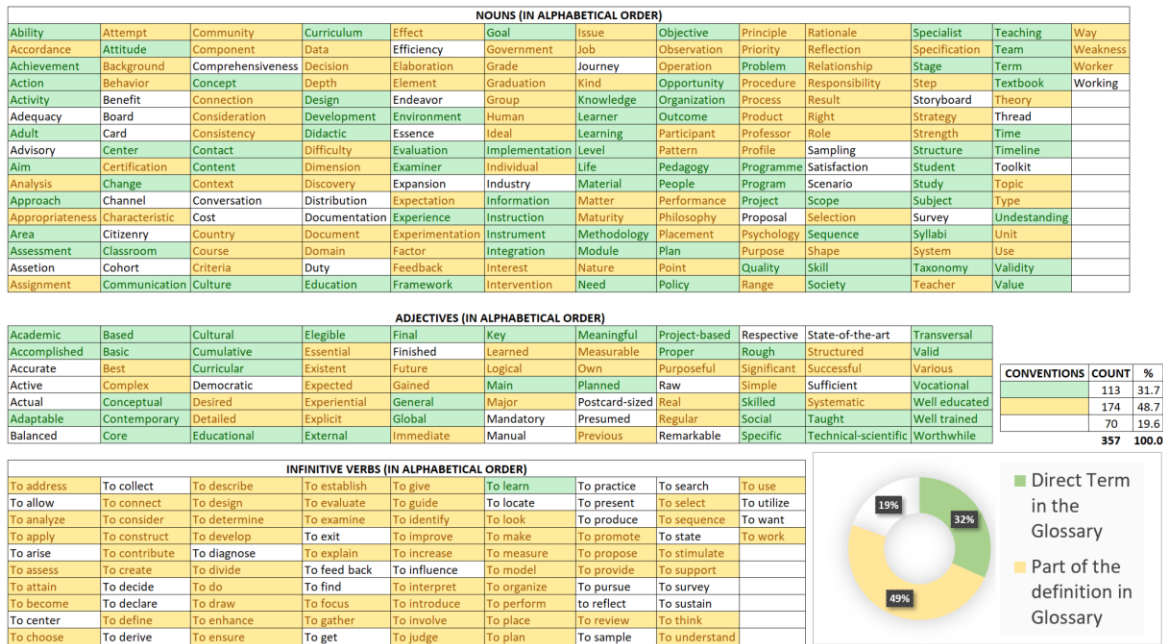 NOUNS (IN ALPHABETICAL ORDER)
Ability Attempt Community Curriculum Effect Goal Issue Objective Principle Rationale Specialist Teaching Way
Accordance Attitude Component Data Efficiency Government Job Observation Priority Reflection Specification Team Weakness
Achievement Background Comprehensiveness Decision Elaboration Grade Journey Operation Problem Relationship Stage Term Worker
Action Behavior Concept Depth Element Graduation Kind Opportunity Procedure Responsibility Step Textbook Working
Activity Benefit Connection Design Endeavor Group Knowledge Organization Process Result Storyboard Theory
Adequacy Board Consideration Development Environment Human Learner Outcome Product Right Strategy Thread
Adult Card Consistency Didactic Essence Ideal Learning Participant Professor Role Strength Time
Advisory Center Contact Difficulty Evaluation Implementation Level Pattern Profile Sampling Structure Timeline
Aim Certification Content Dimension Examiner Individual Life Pedagogy Programme Satisfaction Student Toolkit
Analysis Change Context Discovery Expansion Industry Material People Program Scenario Study Topic
Approach Channel Conversation Distribution Expectation Information Matter Performance Project Scope Subject Type
Appropriateness Characteristic Cost Documentation Experience Instruction Maturity Philosophy Proposal Selection Survey Undestanding
Area Citizenry Country Document Experimentation Instrument Methodology Placement Psychology Sequence Syllabi Unit
Assessment Classroom Course Domain Factor Integration Module Plan Purpose Shape System Use
Assetion Cohort Criteria Duty Feedback Interest Nature Point Quality Skill Taxonomy Validity
Assignment Communication Culture Education Framework Intervention Need Policy Range Society Teacher Value
ADJECTIVES (IN ALPHABETICAL ORDER)
Academic Based Cultural Elegible Final Key Meaningful Project-based Respective State-of-the-art Transversal
Accomplished Basic Cumulative Essential Finished Learned Measurable Proper Rough Structured Valid
Accurate Best Curricular Existent Future Logical Own Purposeful Significant Successful Various
Active Complex Democratic Expected Gained Main Planned Raw Simple Sufficient Vocational
Actual Conceptual Desired Experiential General Major Postcard-sized Real Skilled Systematic Well educated
Adaptable Contemporary Detailed Explicit Global Mandatory Presumed Regular Social Taught Well trained
Balanced Core Educational External Immediate Manual Previous Remarkable Specific Technical-scientific Worthwhile
CONVENTIONS COUNT %
113 31.7
174 48.7
70 19.6
357 100.0
INFINITIVE VERBS (IN ALPHABETICAL ORDER)
To address To collect To describe To establish To give To learn To practice To search To use
To allow To connect To design To evaluate To guide To locate To present To select To utilize
To analyze To consider To determine To examine To identify To look To produce To sequence To want
To apply To construct To develop To exit To improve To make To promote To state To work
To arise To contribute To diagnose To explain To increase To measure To propose To stimulate
To assess To create To divide To feed back To influence To model To provide To support
To attain To decide To do To find To interpret To organize To pursue To survey
To become To declare To draw To focus To introduce To perform to reflect To sustain
To center To define To enhance To gather To involve To place To review To think
To choose To derive To ensure To get To judge To plan To sample To understand
19%
32%
49%
Direct Term in the Glossary
Part of the definition in Glossary